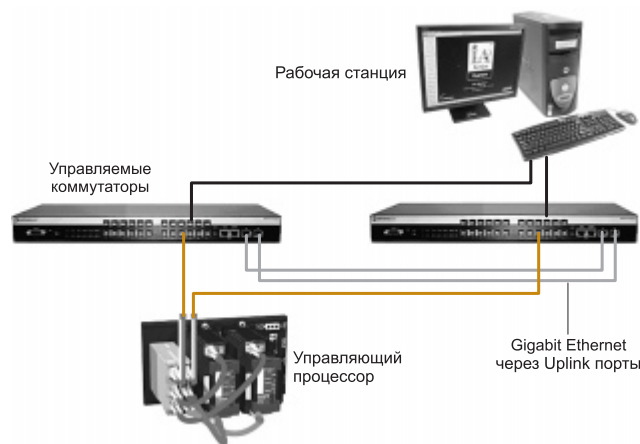 Рабочая станция
Управляемые
коммутаторы
Gigabit Ethernet
через Uplink порты
Управляющий
процессор